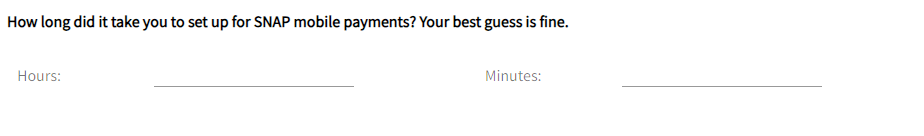 How long did it take you to set up for SNAP mobile payments? Your best guess is fine.
Hours: Minutes: